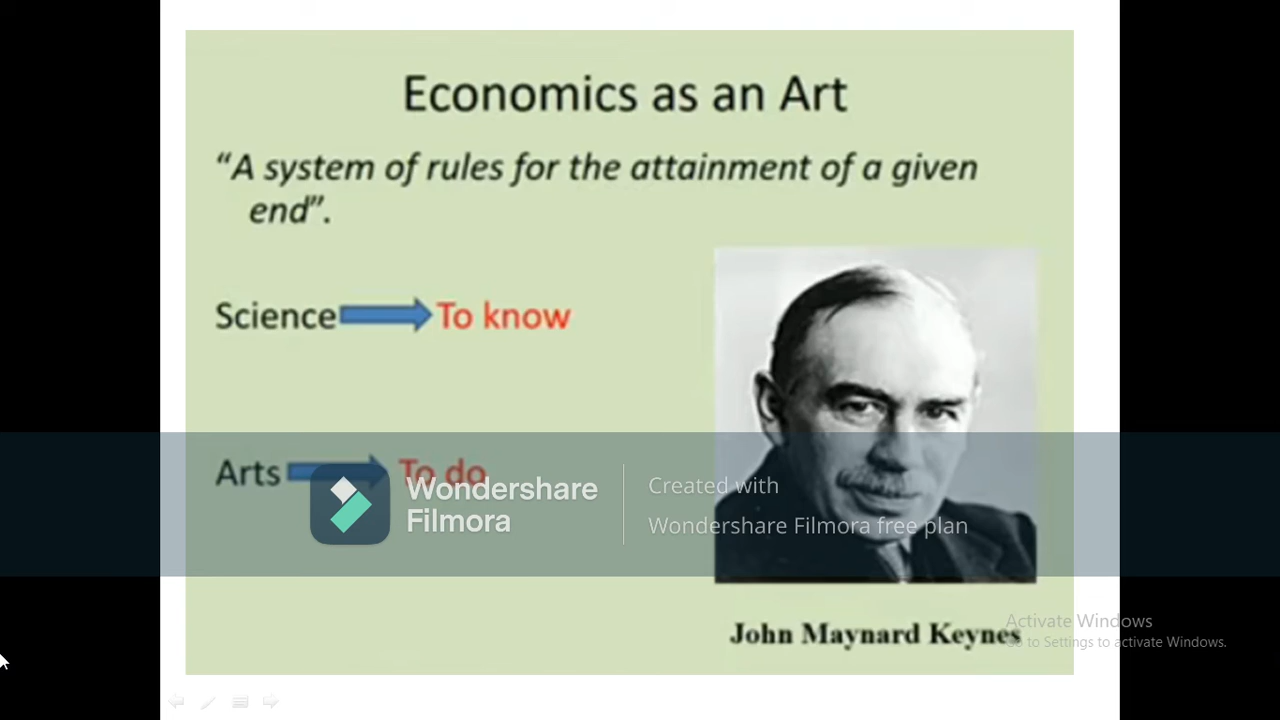 Economics as an Art
“A system of rules for the attainment of a given
end”.
Science To know
Arts To do
Wondershare
Filmora
Created with
Wondershare Filmora free plan
John Maynard Keynes
Activate Windows
Go to Settings to activate Windows.